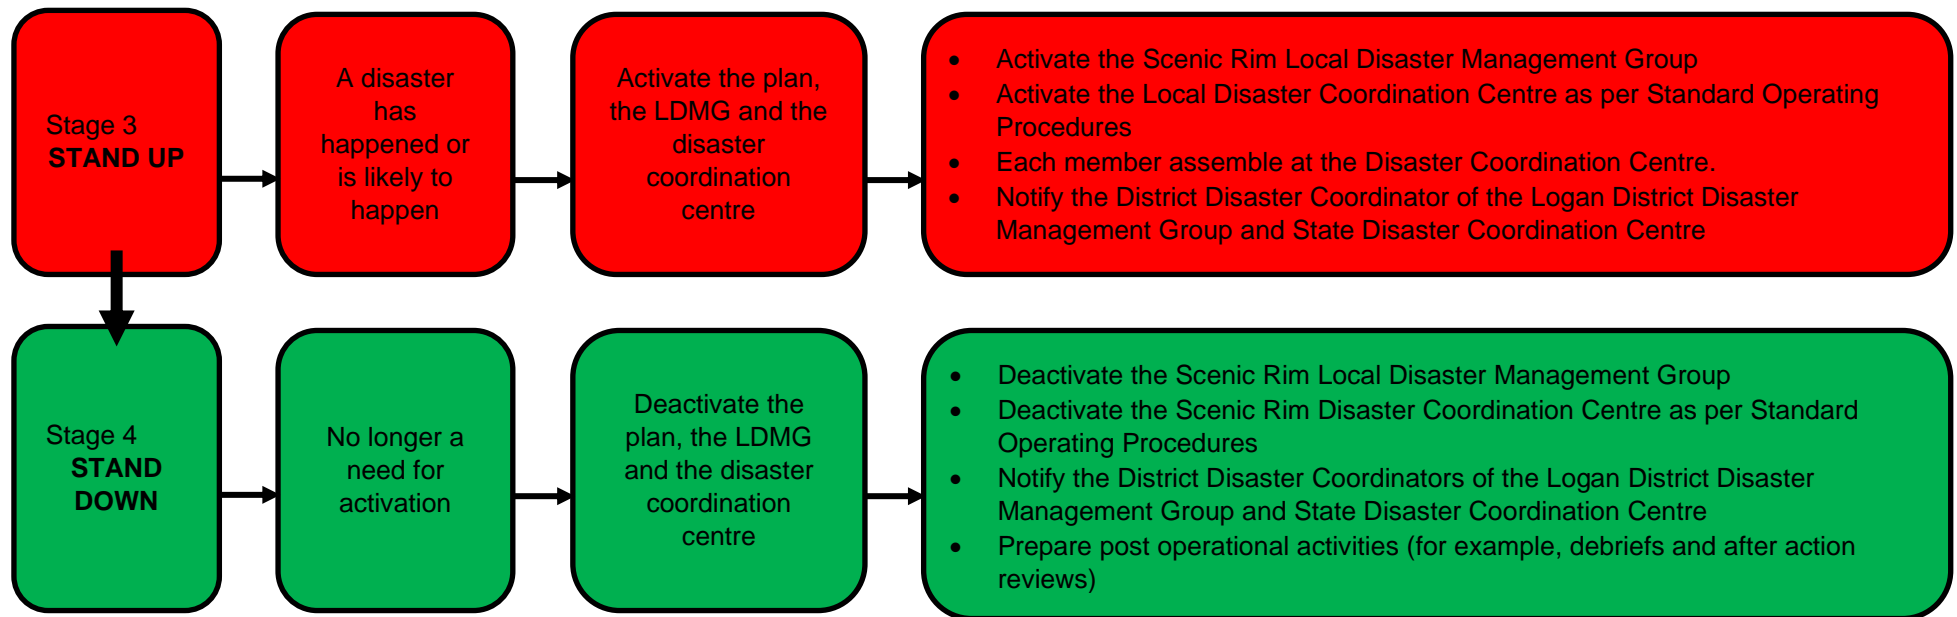 Stage 3
STAND UP
A disaster
has
happened or
is likely to
happen
Activate the plan,
the LDMG and the
disaster
coordination
centre
• Activate the Scenic Rim Local Disaster Management Group
• Activate the Local Disaster Coordination Centre as per Standard Operating
Procedures
• Each member assemble at the Disaster Coordination Centre.
• Notify the District Disaster Coordinator of the Logan District Disaster
Management Group and State Disaster Coordination Centre
Stage 4
STAND
DOWN
No longer a
need for
activation
Deactivate the
plan, the LDMG
and the disaster
coordination
centre
• Deactivate the Scenic Rim Local Disaster Management Group
• Deactivate the Scenic Rim Disaster Coordination Centre as per Standard
Operating Procedures
• Notify the District Disaster Coordinators of the Logan District Disaster
Management Group and State Disaster Coordination Centre
• Prepare post operational activities (for example, debriefs and after action
reviews)